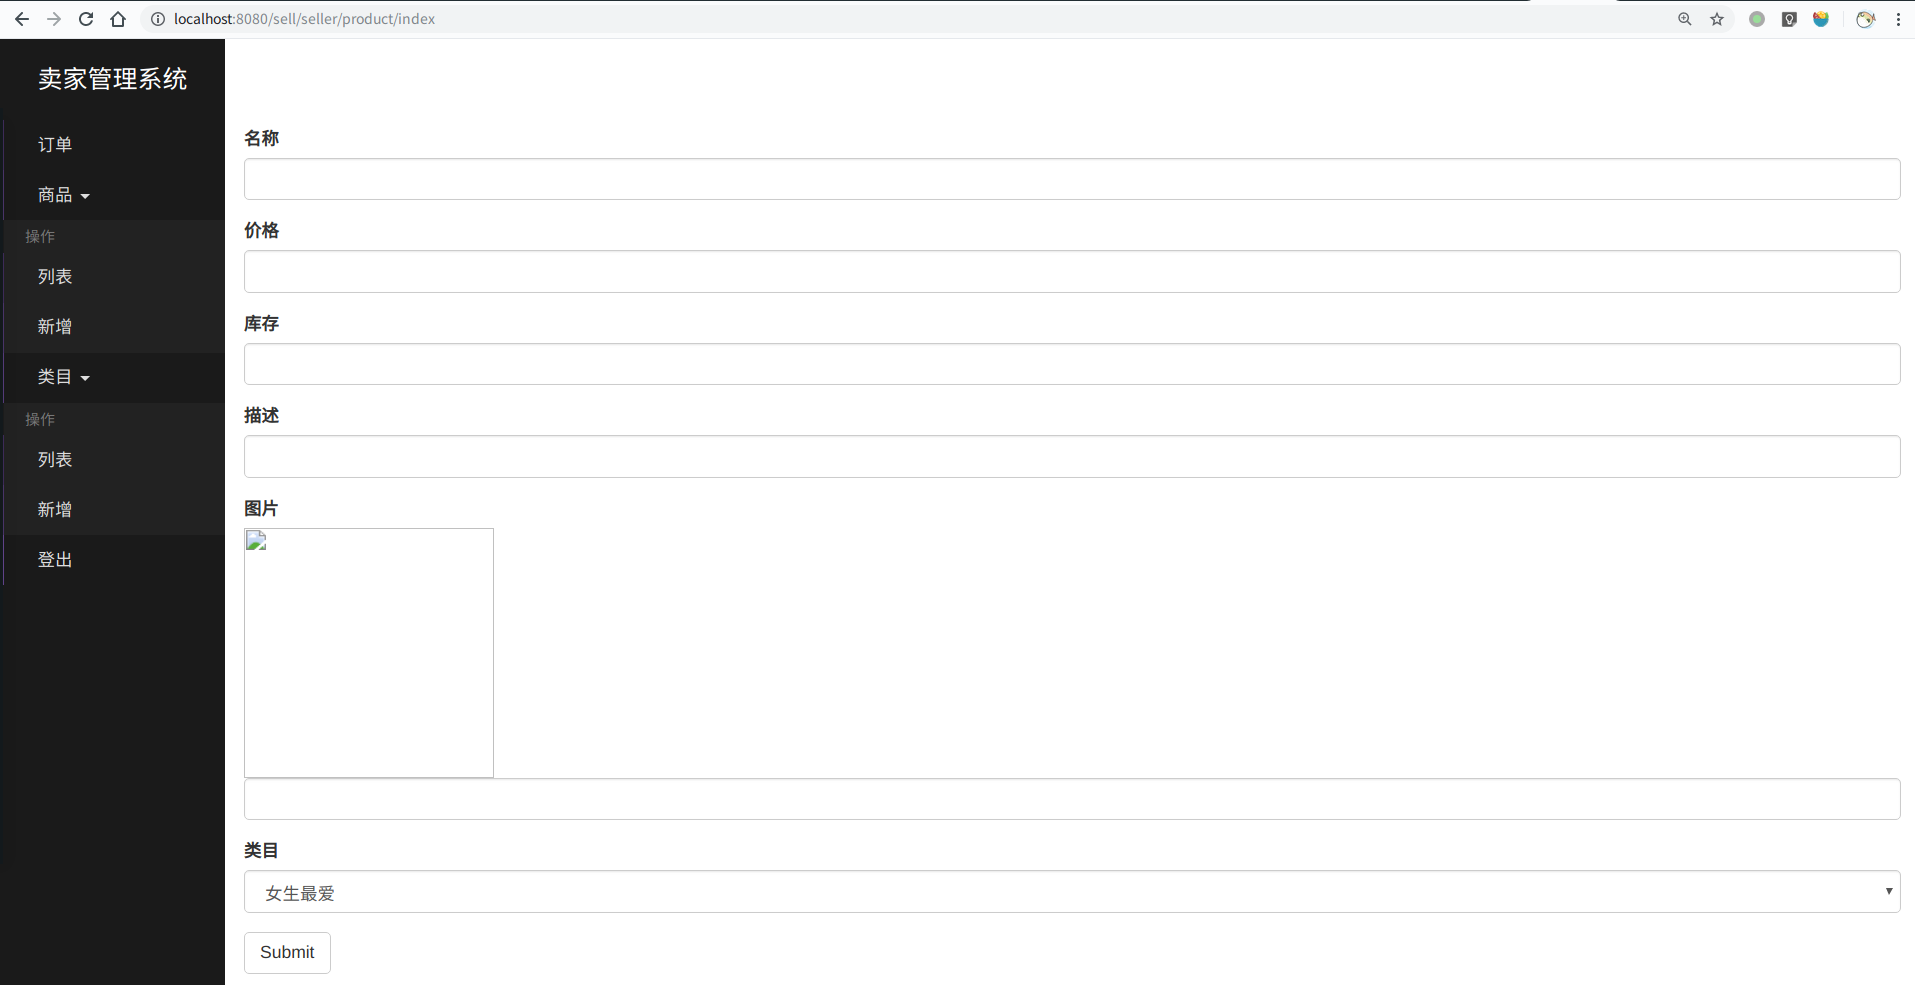 localhost:8080/sell/seller/product/index
卖家管理系统
订单
商品
操作
列表
新增
类目
操作
列表
新增
登出
名称
价格
库存
描述
图片
类目
女生最爱
Submit